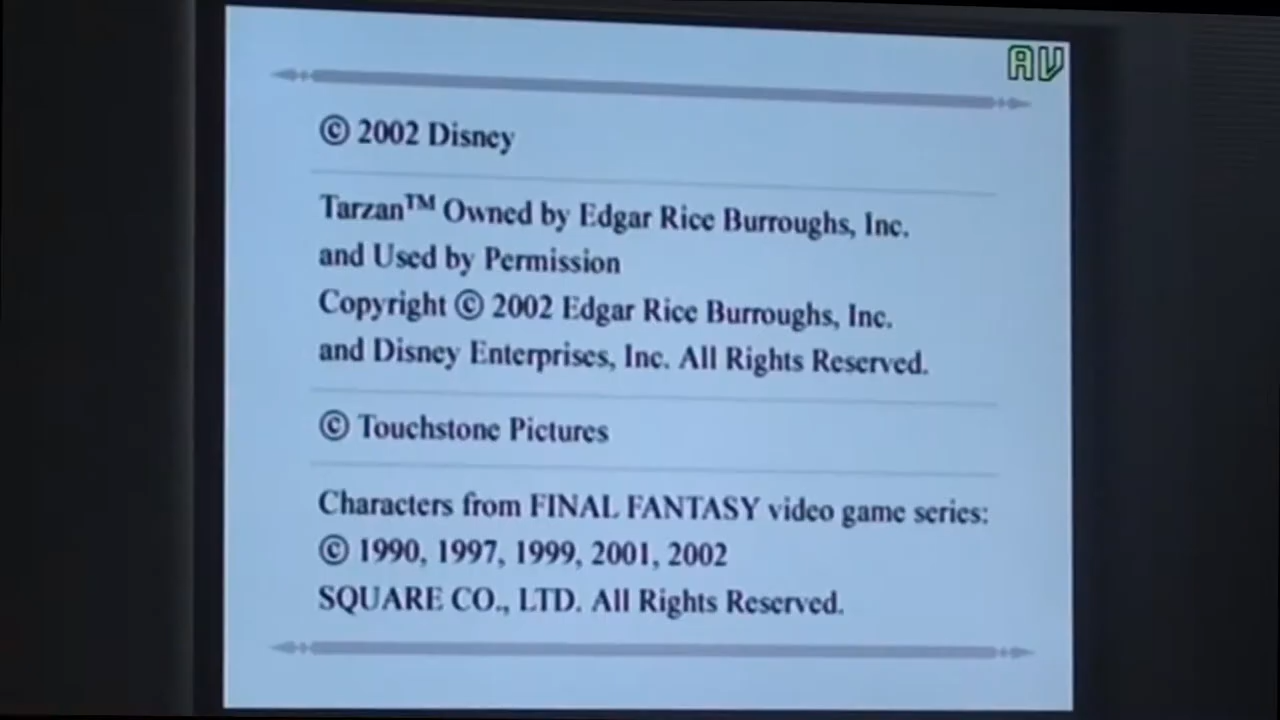 AV
© 2002 Disney
Tarzan™ Owned by Edgar Rice Burroughs, Inc.
and Used by Permission
Copyright © 2002 Edgar Rice Burroughs, Inc.
and Disney Enterprises, Inc. All Rights Reserved.
© Touchstone Pictures
Characters from FINAL FANTASY video game series:
© 1990, 1997, 1999, 2001, 2002
SQUARE CO., LTD. All Rights Reserved.